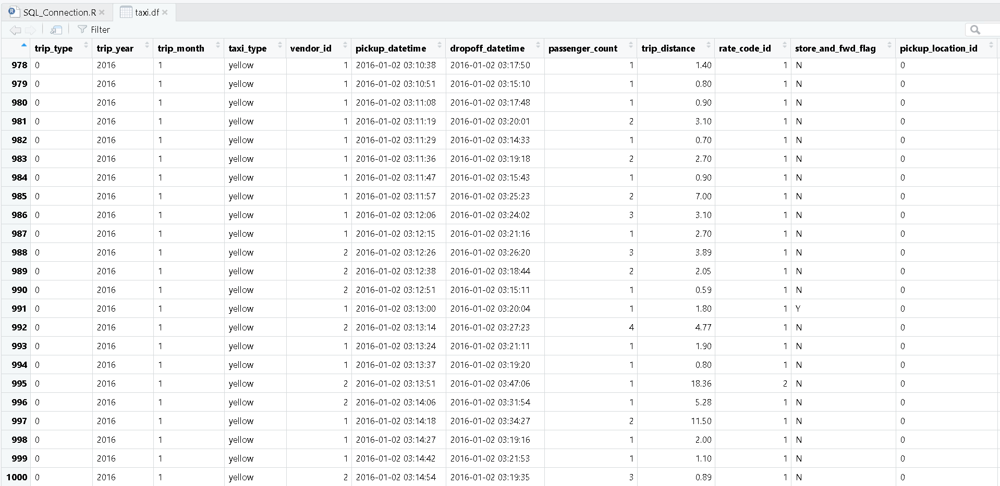 SQL_Connection.R taxi.df
Filter
trip_type trip_year trip_month taxi_type vendor_id pickup_datetime dropoff_datetime passenger_count trip_distance rate_code_id store_and_fwd_flag pickup_location_id
978 0 2016 1 yellow 1 2016-01-02 03:10:38 2016-01-02 03:17:50 1 1.40 1 N 0
979 0 2016 1 yellow 1 2016-01-02 03:10:51 2016-01-02 03:15:10 1 0.80 1 N 0
980 0 2016 1 yellow 1 2016-01-02 03:11:08 2016-01-02 03:17:48 1 0.90 1 N 0
981 0 2016 1 yellow 1 2016-01-02 03:11:19 2016-01-02 03:20:01 2 3.10 1 N 0
982 0 2016 1 yellow 1 2016-01-02 03:11:29 2016-01-02 03:14:33 1 0.70 1 N 0
983 0 2016 1 yellow 1 2016-01-02 03:11:36 2016-01-02 03:19:18 2 2.70 1 N 0
984 0 2016 1 yellow 1 2016-01-02 03:11:47 2016-01-02 03:15:43 1 0.90 1 N 0
985 0 2016 1 yellow 1 2016-01-02 03:11:57 2016-01-02 03:25:23 2 7.00 1 N 0
986 0 2016 1 yellow 1 2016-01-02 03:12:06 2016-01-02 03:24:02 3 3.10 1 N 0
987 0 2016 1 yellow 1 2016-01-02 03:12:15 2016-01-02 03:21:16 1 2.70 1 N 0
988 0 2016 1 yellow 2 2016-01-02 03:12:26 2016-01-02 03:26:20 3 3.89 1 N 0
989 0 2016 1 yellow 2 2016-01-02 03:12:38 2016-01-02 03:18:44 2 2.05 1 N 0
990 0 2016 1 yellow 2 2016-01-02 03:12:51 2016-01-02 03:15:11 1 0.59 1 N 0
991 0 2016 1 yellow 1 2016-01-02 03:13:00 2016-01-02 03:20:04 1 1.80 1 Y 0
992 0 2016 1 yellow 2 2016-01-02 03:13:14 2016-01-02 03:27:23 4 4.77 1 N 0
993 0 2016 1 yellow 1 2016-01-02 03:13:24 2016-01-02 03:21:11 1 1.90 1 N 0
994 0 2016 1 yellow 1 2016-01-02 03:13:37 2016-01-02 03:19:20 1 0.80 1 N 0
995 0 2016 1 yellow 2 2016-01-02 03:13:51 2016-01-02 03:47:06 1 18.36 2 N 0
996 0 2016 1 yellow 2 2016-01-02 03:14:06 2016-01-02 03:31:54 1 5.28 1 N 0
997 0 2016 1 yellow 1 2016-01-02 03:14:18 2016-01-02 03:34:27 2 11.50 1 N 0
998 0 2016 1 yellow 1 2016-01-02 03:14:27 2016-01-02 03:19:16 1 2.00 1 N 0
999 0 2016 1 yellow 1 2016-01-02 03:14:42 2016-01-02 03:21:53 1 1.10 1 N 0
1000 0 2016 1 yellow 2 2016-01-02 03:14:54 2016-01-02 03:19:35 3 0.89 1 N 0